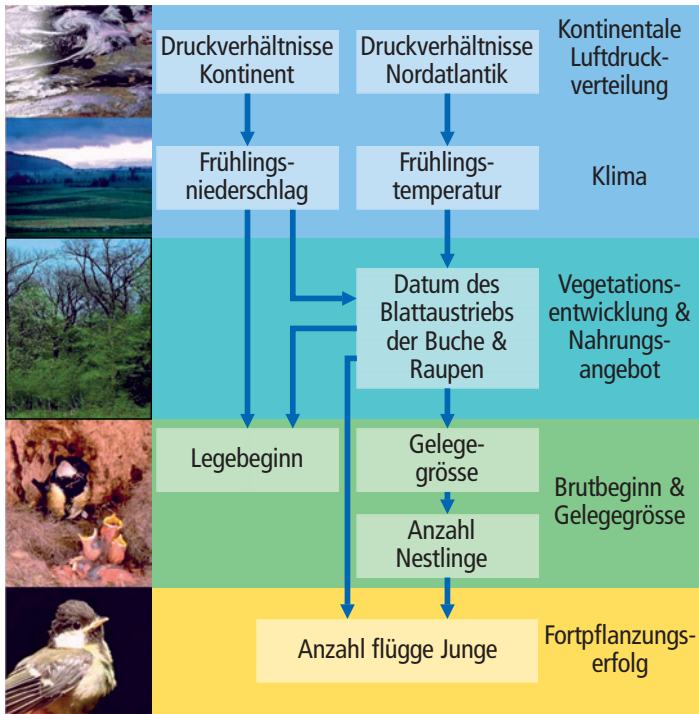 Druckverhältnisse
Kontinent
Druckverhältnisse
Nordatlantik
Kontinentale
Luftdruck-
verteilung
Frühlings-
niederschlag
Frühlings-
temperatur
Klima
Datum des
Blattaustriebs
der Buche &
Raupen
Vegetations-
entwicklung &
Nahrungs-
angebot
Legebeginn
Gelege-
grösse
Anzahl
Nestlinge
Brutbeginn &
Gelegegrösse
Anzahl flügge Junge
Fortpflanzungs-
erfolg